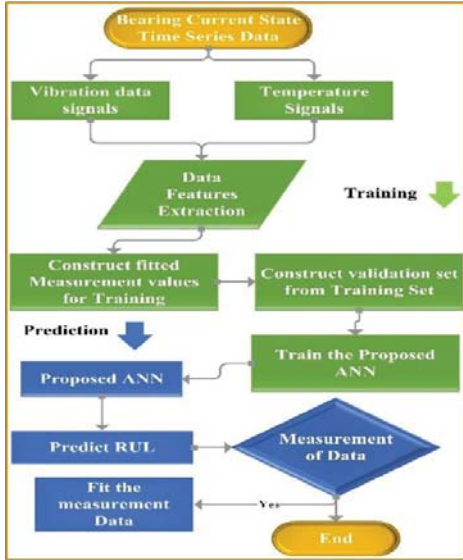 Bearing Current State
Time Series Data
Vibration data
signals
Temperature
Signals
Data
Features
Extraction
Training
Construct fitted
Measurement values
for Training
Construct validation set
from Training Set
Prediction
Train the Proposed
ANN
Proposed ANN
Predict RUL
Measurement
of Data
Fit the
measurement
Data
Yes
End